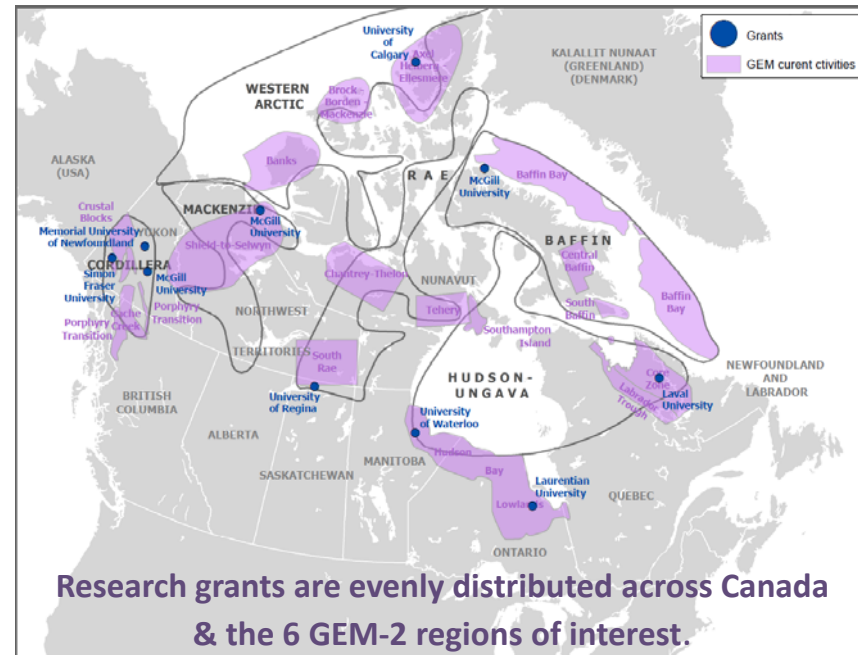 Grants
GEM curent ctivities
University
of
Calgary
Axel
Heiberg
Ellesmere
KALALLIT NUNAAT
(GREENLAND)
(DENMARK)
WESTERN
ARCTIC
Brock-
Borden -
Mackenzie
ALASKA
(USA)
Banks
RAE
McGill
University
Baffin Bay
Crustal
Blocks
MACKENZIE
McGill
University
Memorial University
of Newfoundland
YUKON
Shield-to-Selwyn
BAFFIN
Central
Baffin
CORDILLERA
Simon
Fraser
University
McGill
University
Chantrey-Thelon
NUNAVUT
Baffin
Bay
South
Baffin
Cache
Creek
Porphyry
Transition
Porphyry
Transition
NORTHWEST
TERRITORIES
Tehery
Southampton
Island
South
Rae
HUDSON-
UNGAVA
Core
Zone
Labrador
Trough
Laval
University
NEWFOUNDLAND
AND
LABRADOR
BRITISH
COLUMBIA
University
of Regina
University
of Waterloo
ALBERTA
SASKATCHEWAN
MANITOBA
Hudson
Bay
Lowlands
Laurentian
University
QUEBEC
ONTARIO
Research grants are evenly distributed across Canada
& the 6 GEM-2 regions of interest.